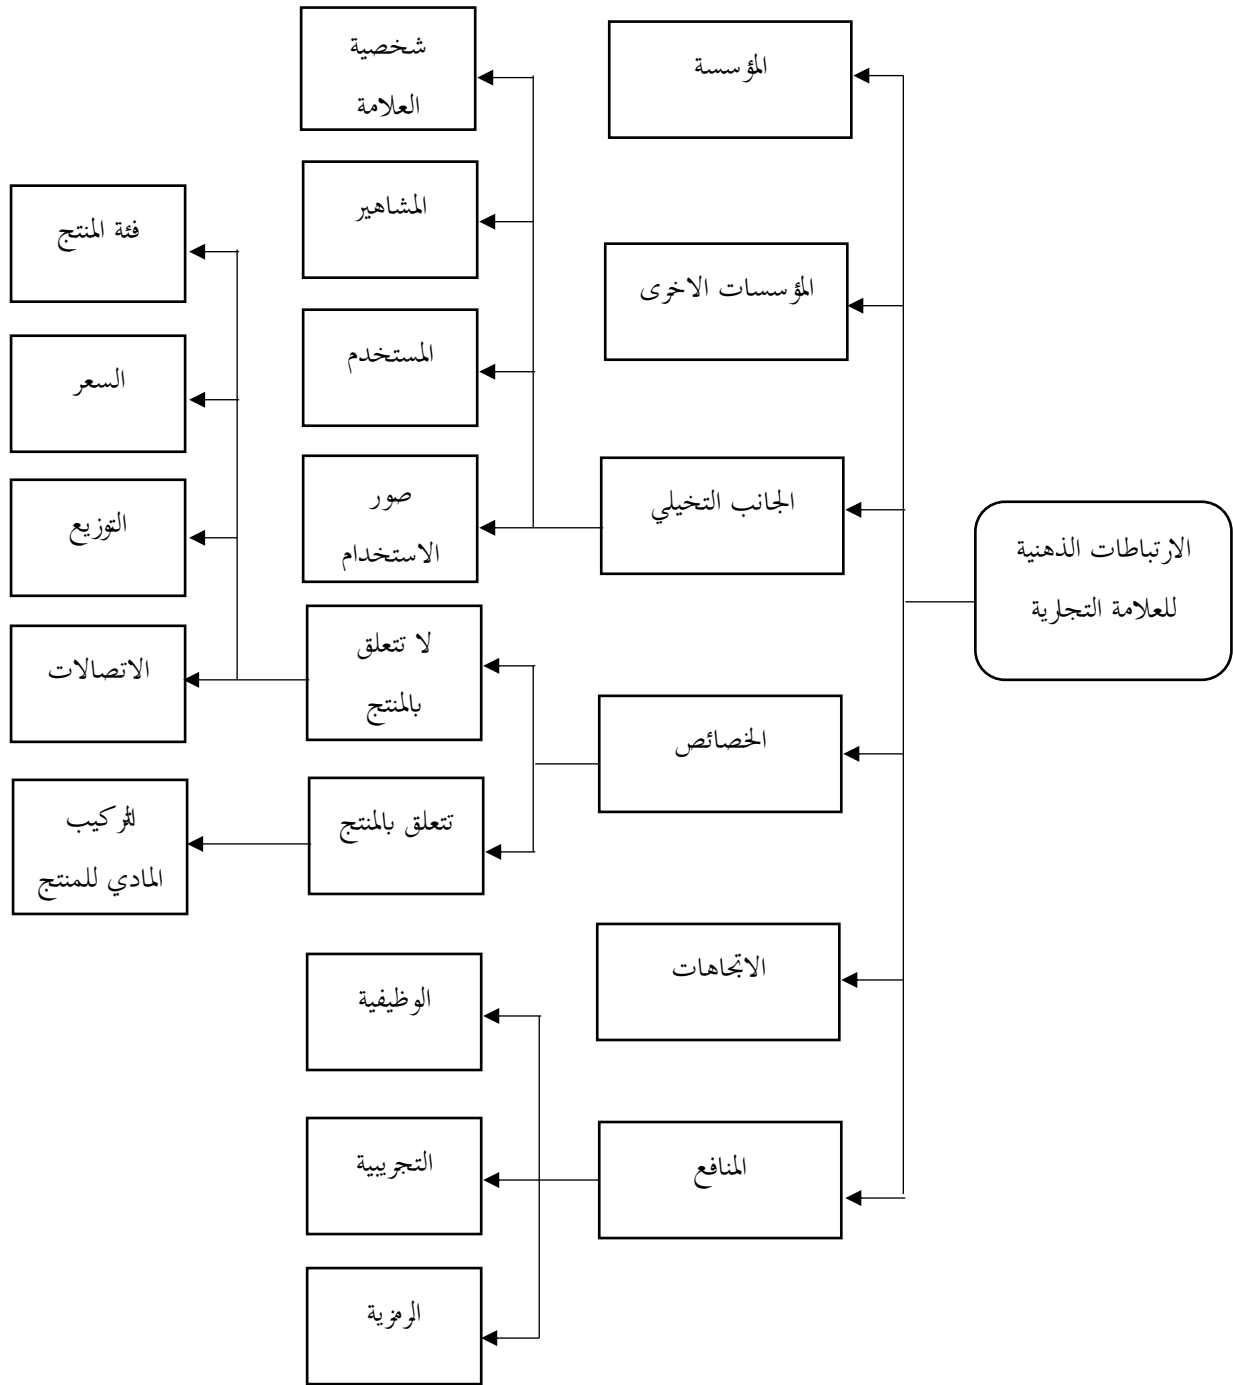 الارتباطات الذهنية
للعلامة التجارية
المؤسسة
المؤسسات الاخرى
الجانب التخيلي
الخصائص
الاتجاهات
المنافع
شخصية
العلامة
المشاهير
المستخدم
صور
الاستخدام
لا تتعلق
بالمنتج
تتعلق بالمنتج
الوظيفية
التجريبية
الرمزية
فئة المنتج
السعر
التوزيع
الاتصالات
التركيب
المادي للمنتج